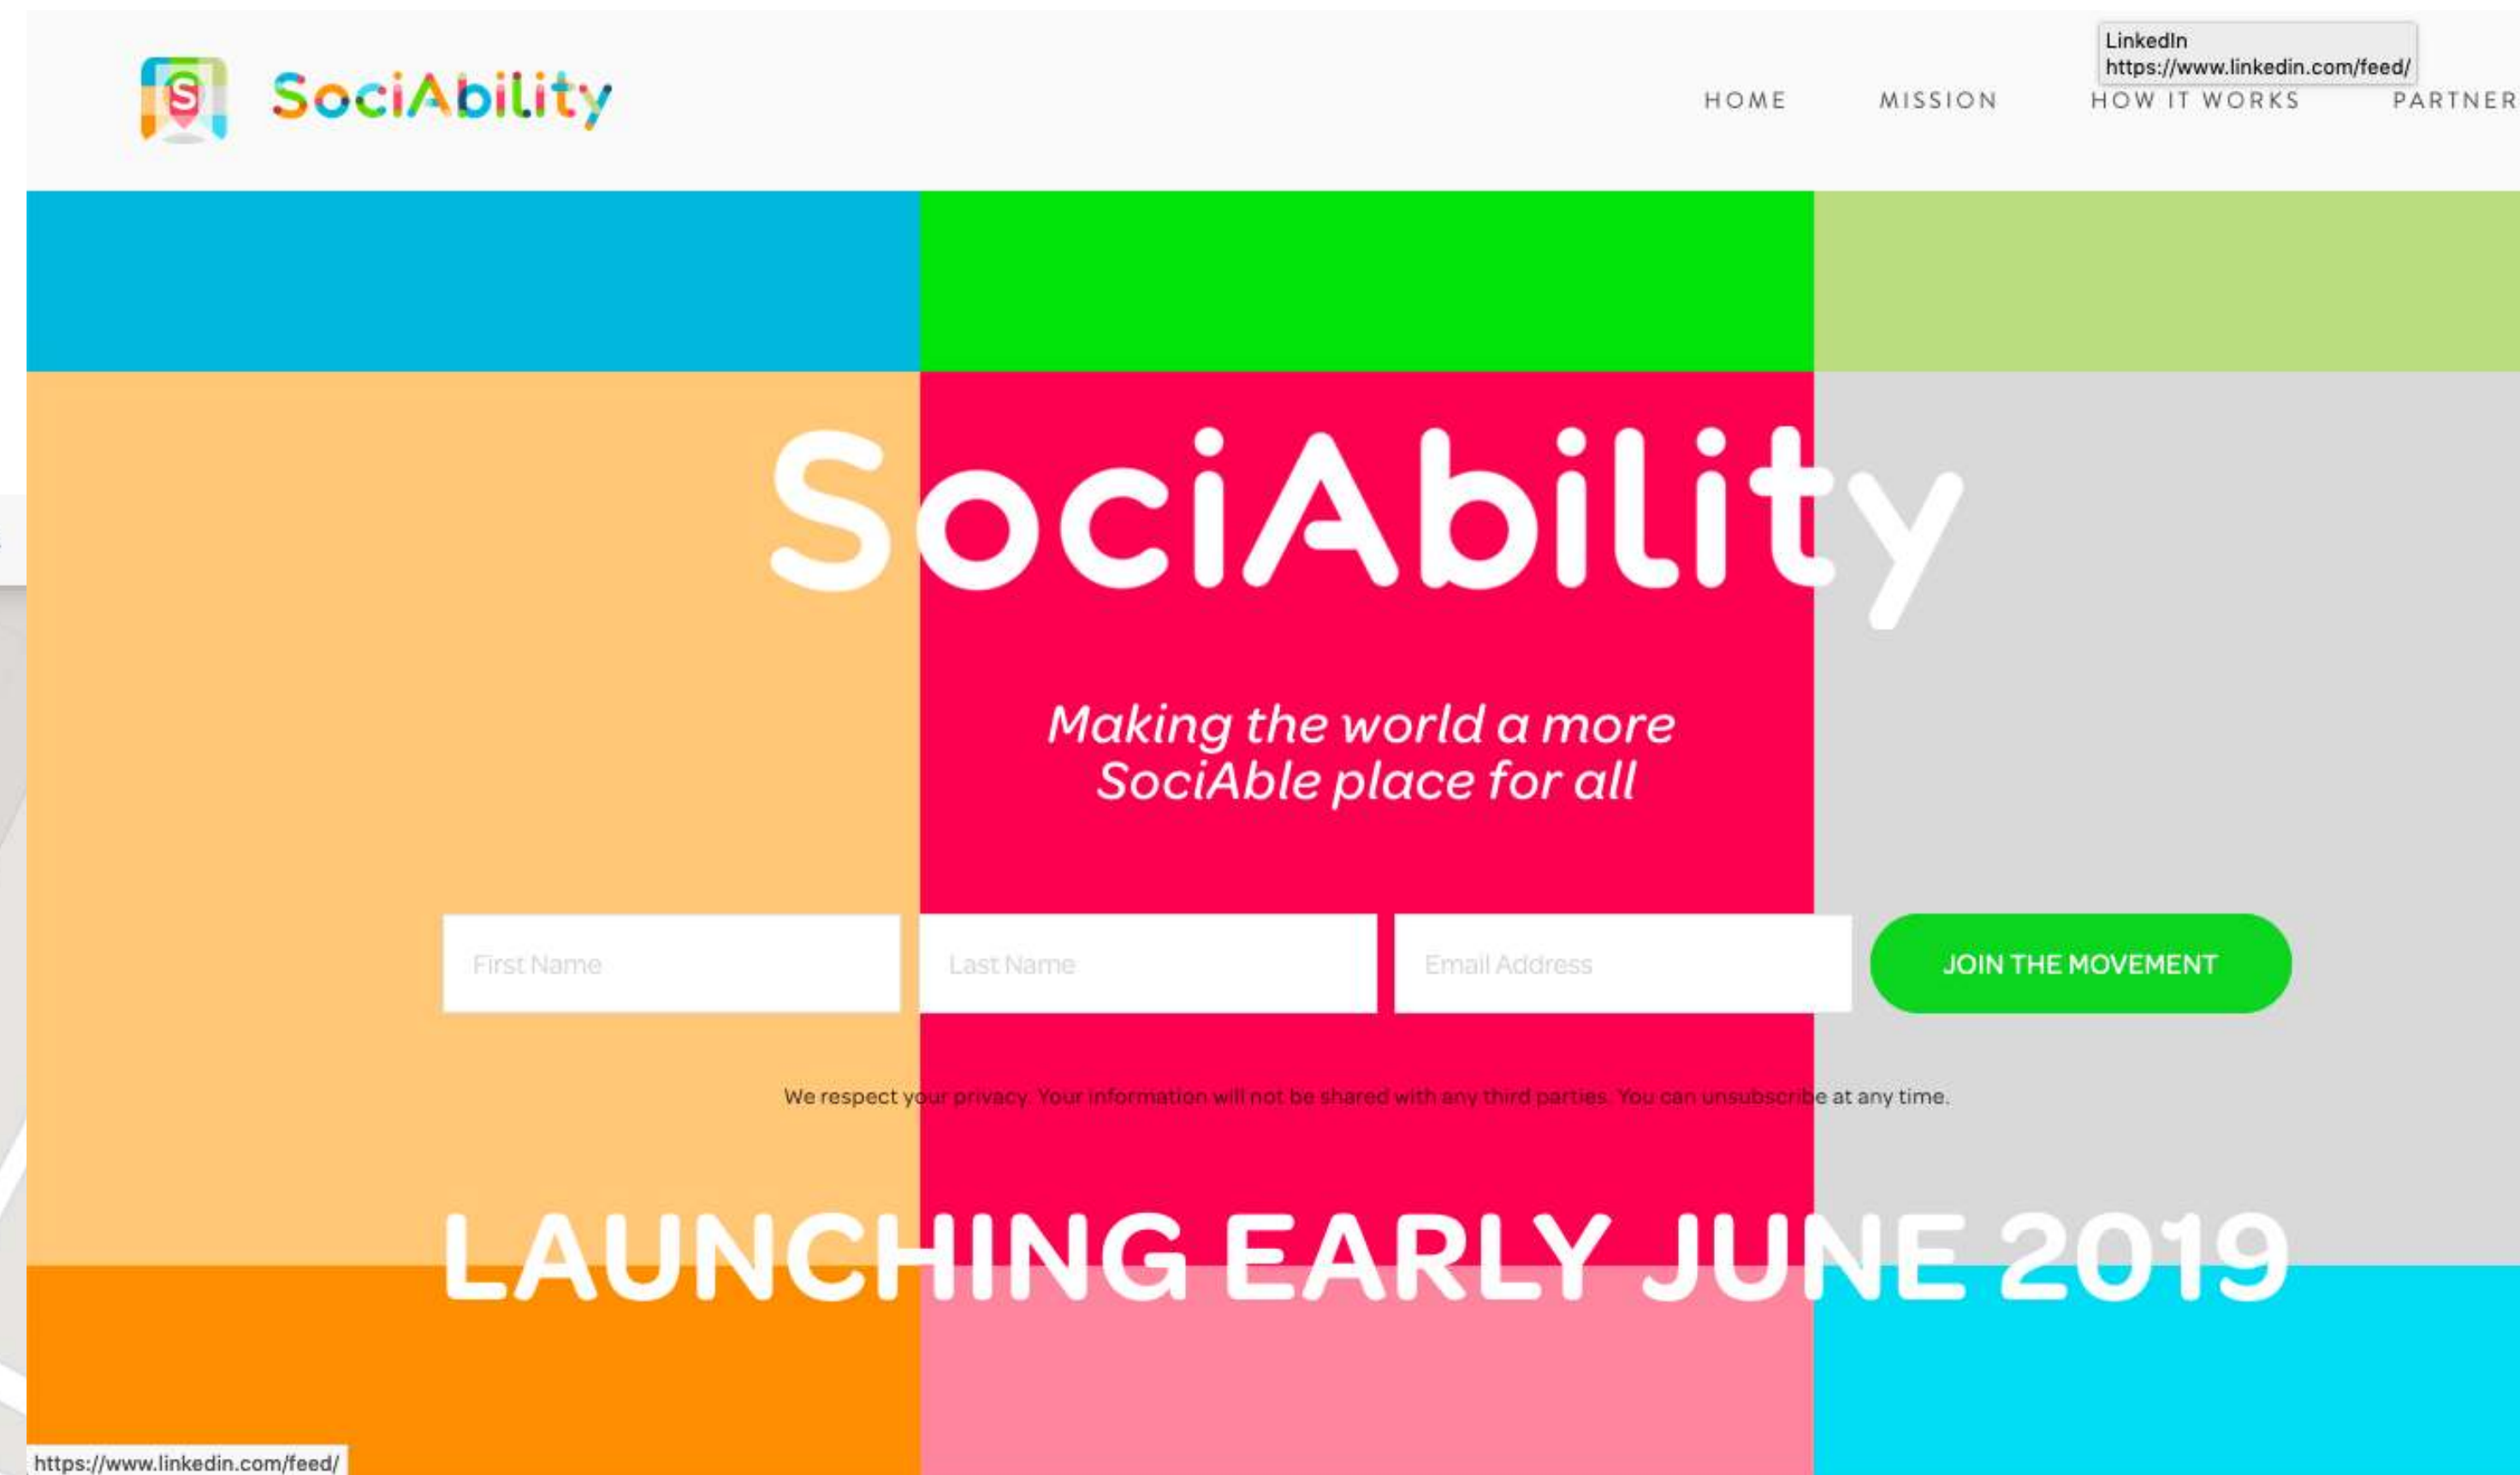 LinkedIn
https://www.linkedin.com/feed/
S SociAbility
HOME MISSION HOW IT WORKS PARTNER
SociAbility
Making the world a more
SociAble place for all
First Name Last Name Email Address JOIN THE MOVEMENT
We respect your privacy. Your information will not be shared with any third parties. You can unsubscribe at any time.
LAUNCHING EARLY JUNE 2019
https://www.linkedin.com/feed/